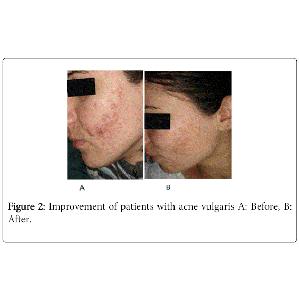 A B
Figure 2: Improvement of patients with acne vulgaris A: Before, B:
After.